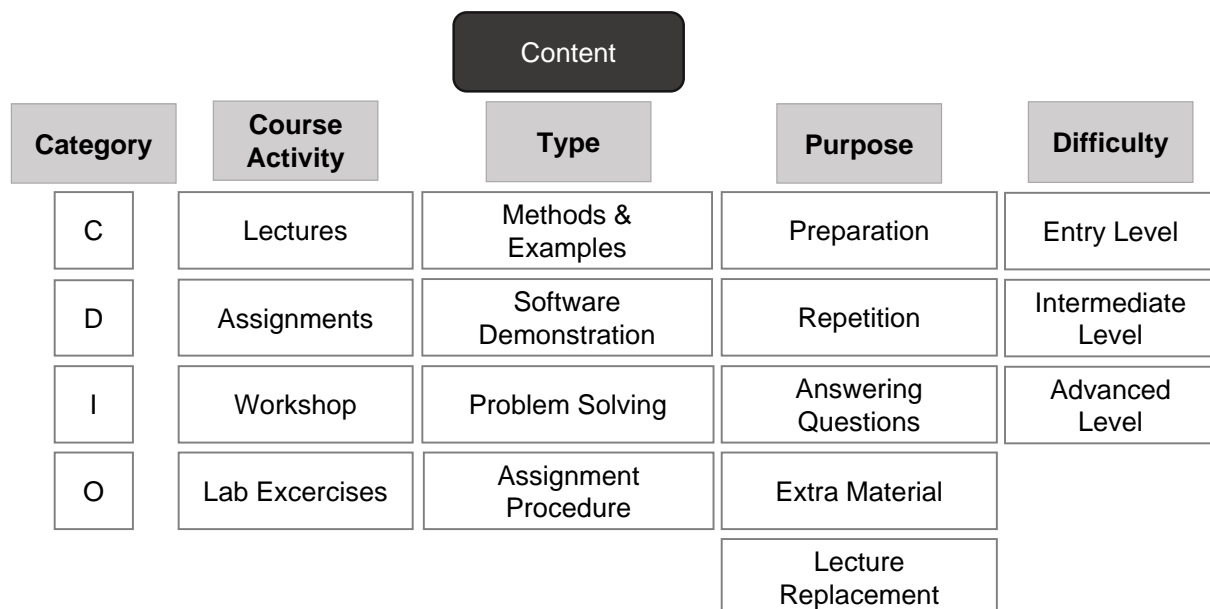 Content
Category
Course
Activity
Type
Purpose
Difficulty
C
Lectures
Methods &
Examples
Preparation
Entry Level
D
Assignments
Software
Demonstration
Repetition
Intermediate
Level
I
Workshop
Problem Solving
Answering
Questions
Advanced
Level
O
Lab Excercises
Assignment
Procedure
Extra Material
Lecture
Replacement